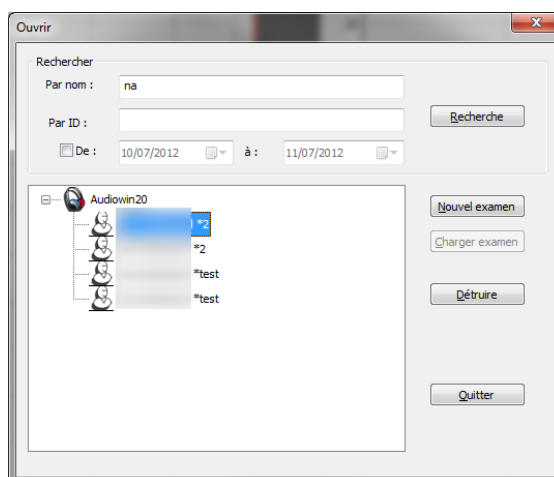 Ouvrir
Rechercher
Par nom : na
Par ID :
Recherche
De : 10/07/2012 à : 11/07/2012
Audiowin20
*2
*2
*test
*test
Nouvel examen
Charger examen
Détruire
Quitter